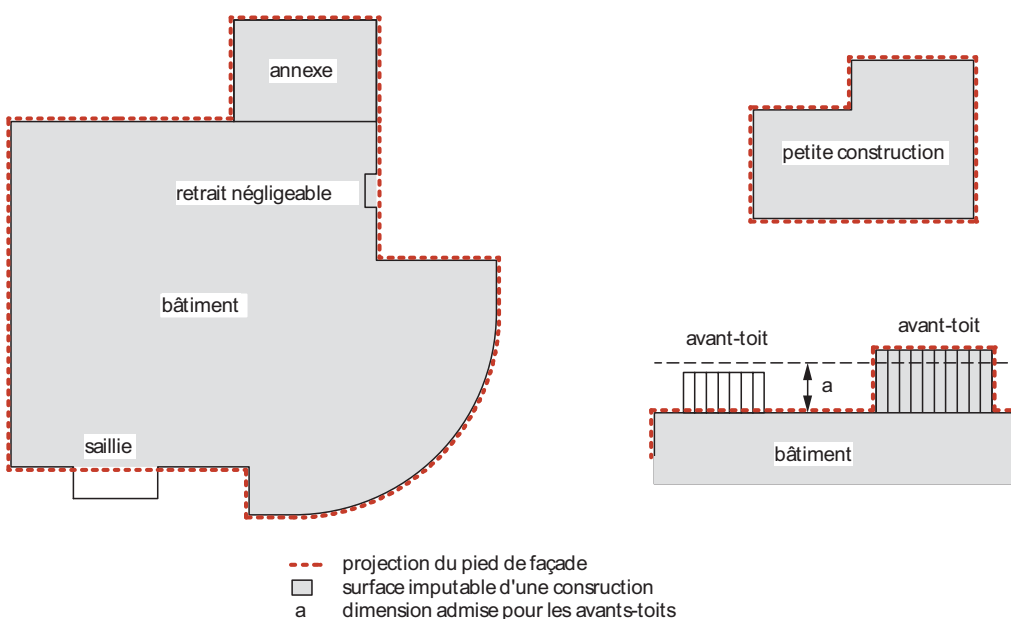 annexe
petite construction
retrait négligeable
bâtiment
avant-toit
avant-toit
a
saillie
bâtiment
projection du pied de façade
surface imputable d'une consruction
a dimension admise pour les avants-toits